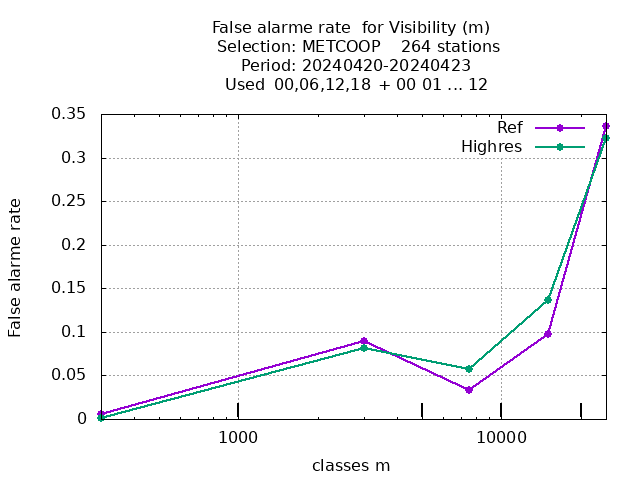 False alarme rate for Visibility (m)
Selection: METCOOP 264 stations
Period: 20240420-20240423
Used 00,06,12,18 + 00 01 ... 12
0.35
0.3
0.25
0.2
0.15
0.1
0.05
0
False alarme rate
Ref
Highres
1000
10000
classes m